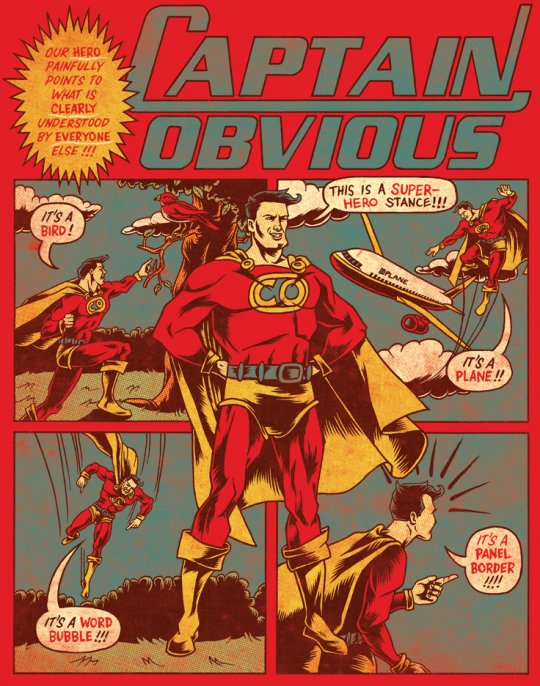 OUR HERO
PAINFULLY
POINTS TO
WHAT IS
CLEARLY
UNDERSTOOD
BY EVERYONE
ELSE !!!
CAPTAIN
OBVIOUS
IT'S A
BIRD!
THIS IS A SUPER-
HERO STANCE!!!
PLANE
IT'S A
PLANE!!
CO
CO
IT'S A WORD
BUBBLE!!!
IT'S A
PANEL
BORDER
!!!!